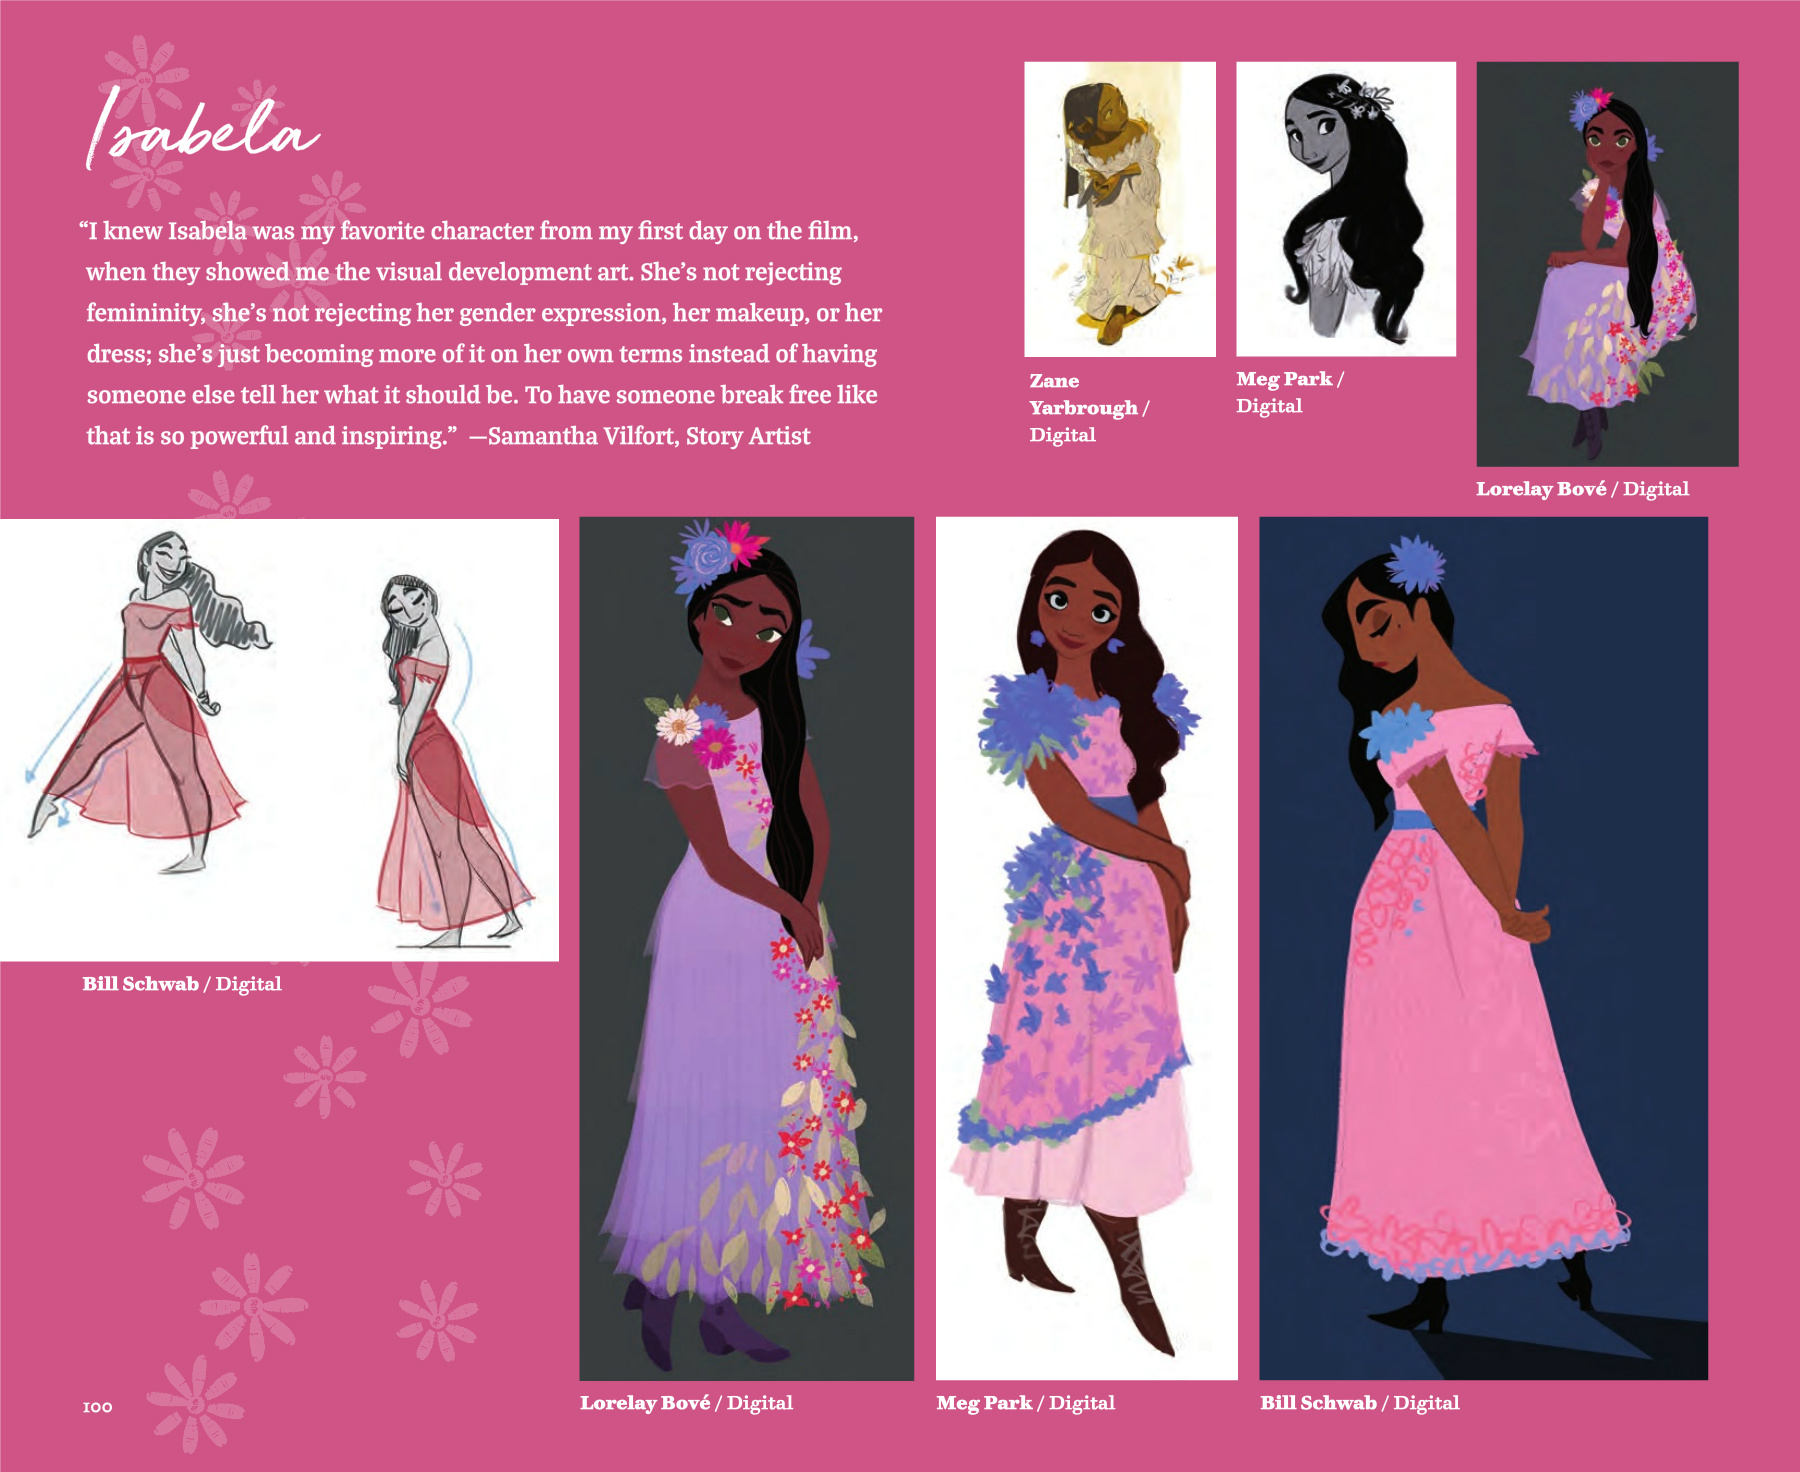 Isabela
“I knew Isabela was my favorite character from my first day on the film,
when they showed me the visual development art. She’s not rejecting
femininity, she’s not rejecting her gender expression, her makeup, or her
dress; she’s just becoming more of it on her own terms instead of having
someone else tell her what it should be. To have someone break free like
that is so powerful and inspiring.” —Samantha Vilfort, Story Artist
Zane
Yarbrough /
Digital
Meg Park /
Digital
Lorelay Bové / Digital
Bill Schwab / Digital
Lorelay Bové / Digital
Meg Park / Digital
Bill Schwab / Digital
100